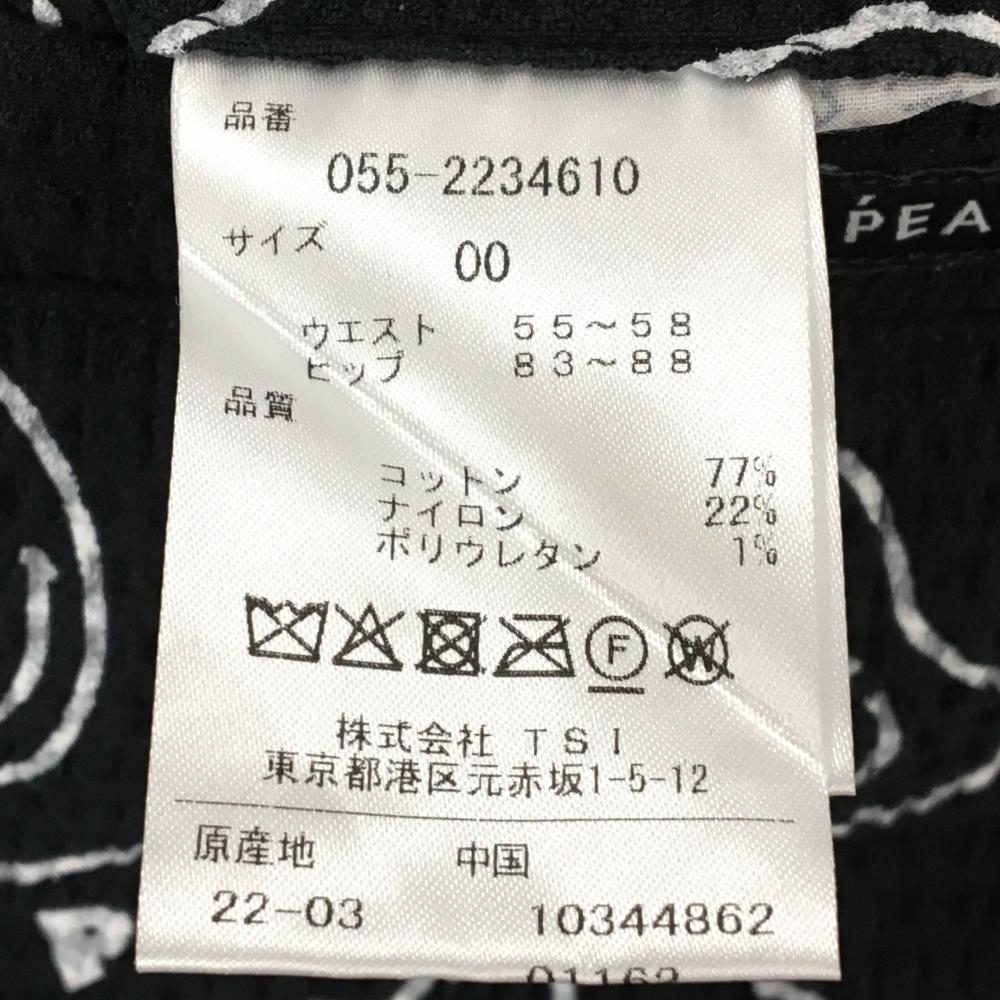 品番
055-2234610
サイズ 00
ウエスト 55～58
ヒップ 83～88
品質
コットン 77%
ナイロン 22%
ポリウレタン 1%
F W
株式会社 TSI
東京都港区元赤坂1-5-12
原産地 中国
22-03 10344862
PEA